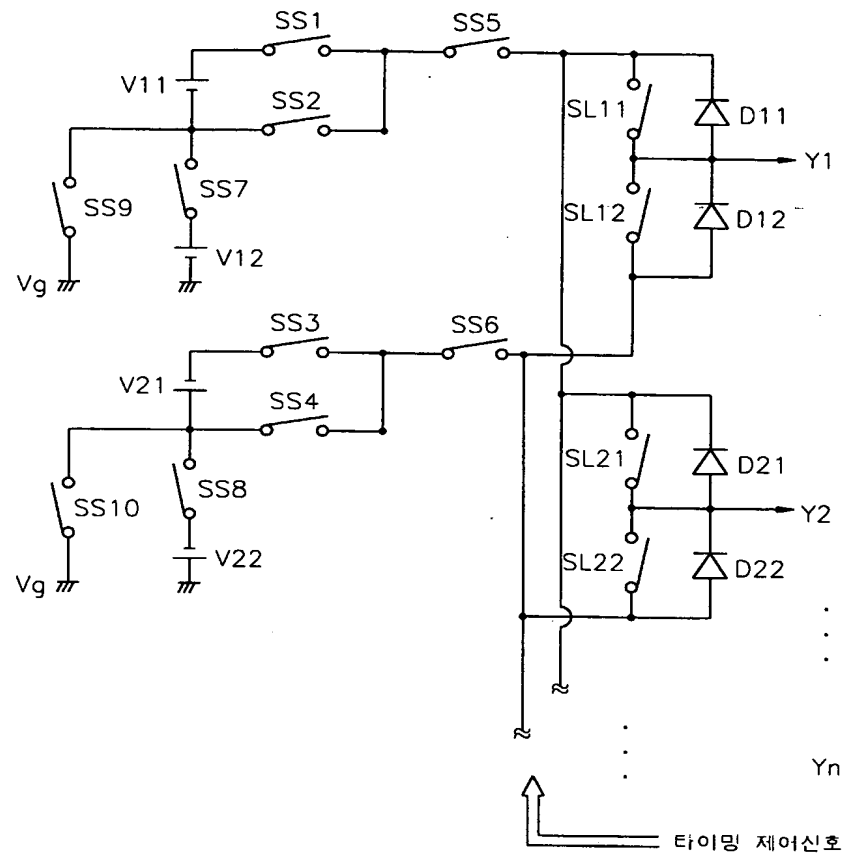 SS1
SS5
V11
SS2
SL11
D11
Y1
SS7
SS9
SL12
D12
V12
Vg
SS3
SS6
V21
SS4
SL21
D21
SS8
SS10
Y2
SL22
D22
V22
Vg
Yn
타이밍 제어신호